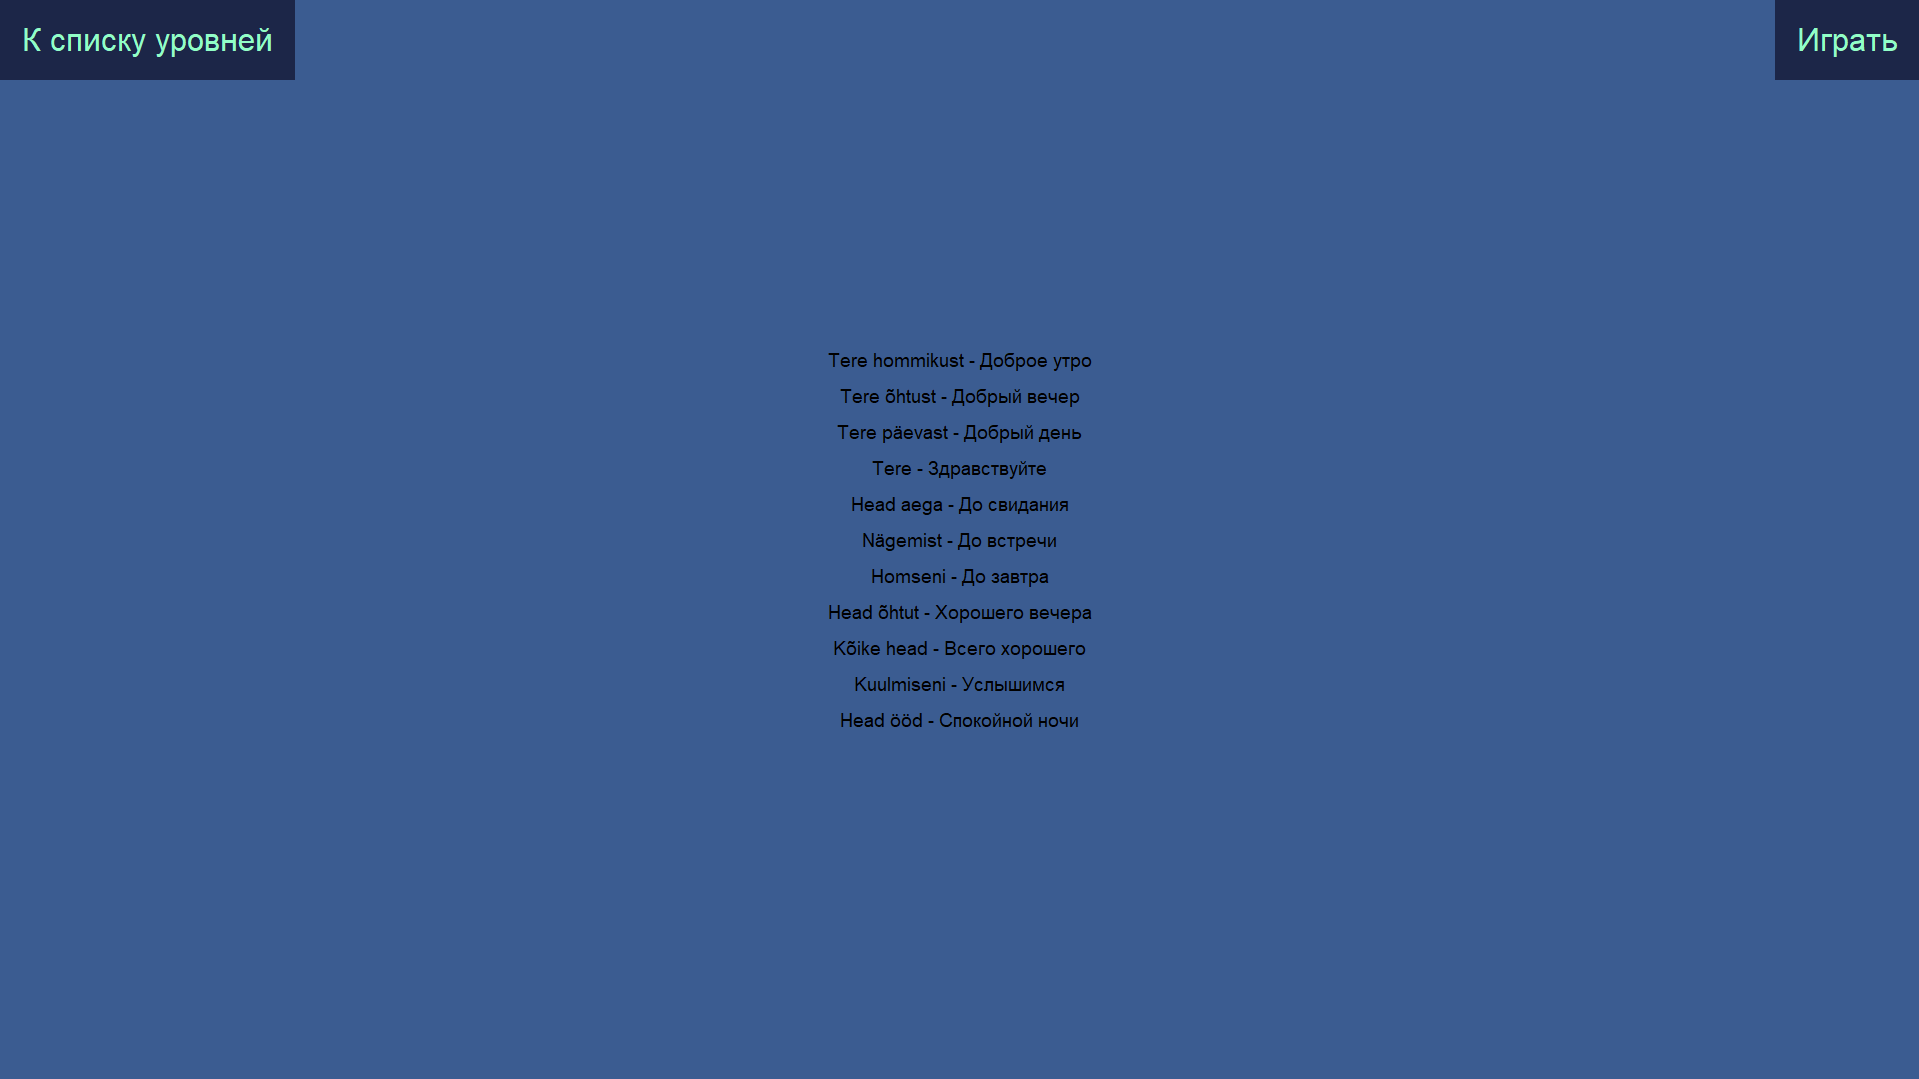 К списку уровней
Играть
Tere hommikust - Доброе утро
Tere õhtust - Добрый вечер
Tere päevast - Добрый день
Tere - Здравствуйте
Head aega - До свидания
Nägemist - До встречи
Homseni - До завтра
Head õhtut - Хорошего вечера
Kõike head - Всего хорошего
Kuulmiseni - Услышимся
Head ööd - Спокойной ночи